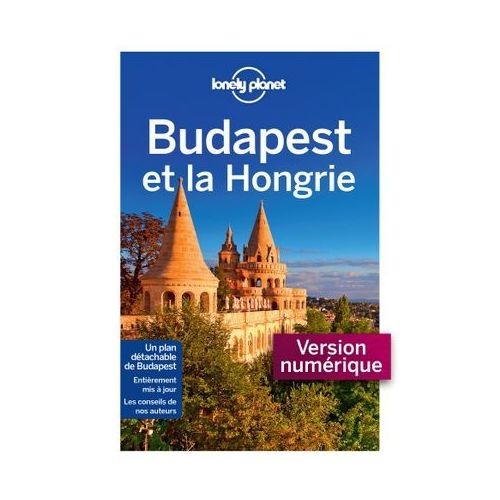 lonely planet
Budapest
et la Hongrie
Un plan
détachable
de Budapest
Entièrement
mis à jour
Les conseils de
nos auteurs
Version
numérique